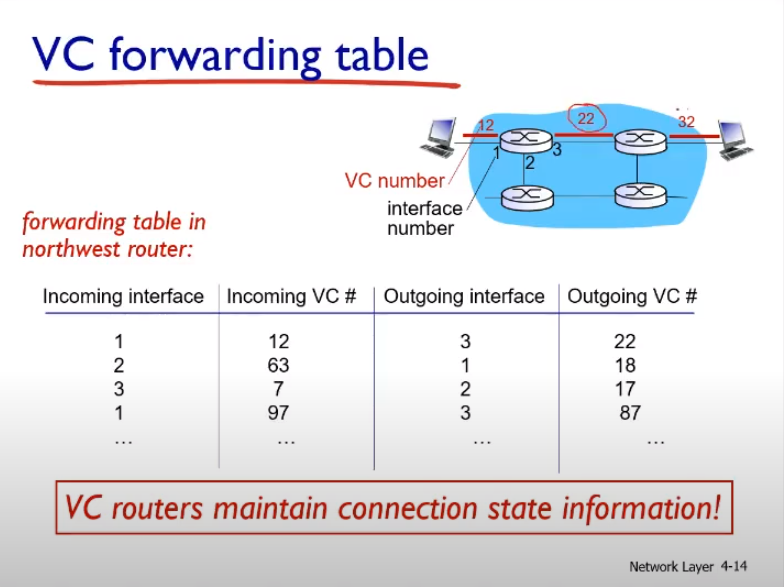 VC forwarding table
12
22
32
1
2
3
VC number
interface
number
forwarding table in
northwest router:
Incoming interface Incoming VC # Outgoing interface Outgoing VC #
1 12 3 22
2 63 1 18
3 7 2 17
1 97 3 87
... ... ... ...
VC routers maintain connection state information!
Network Layer 4-14